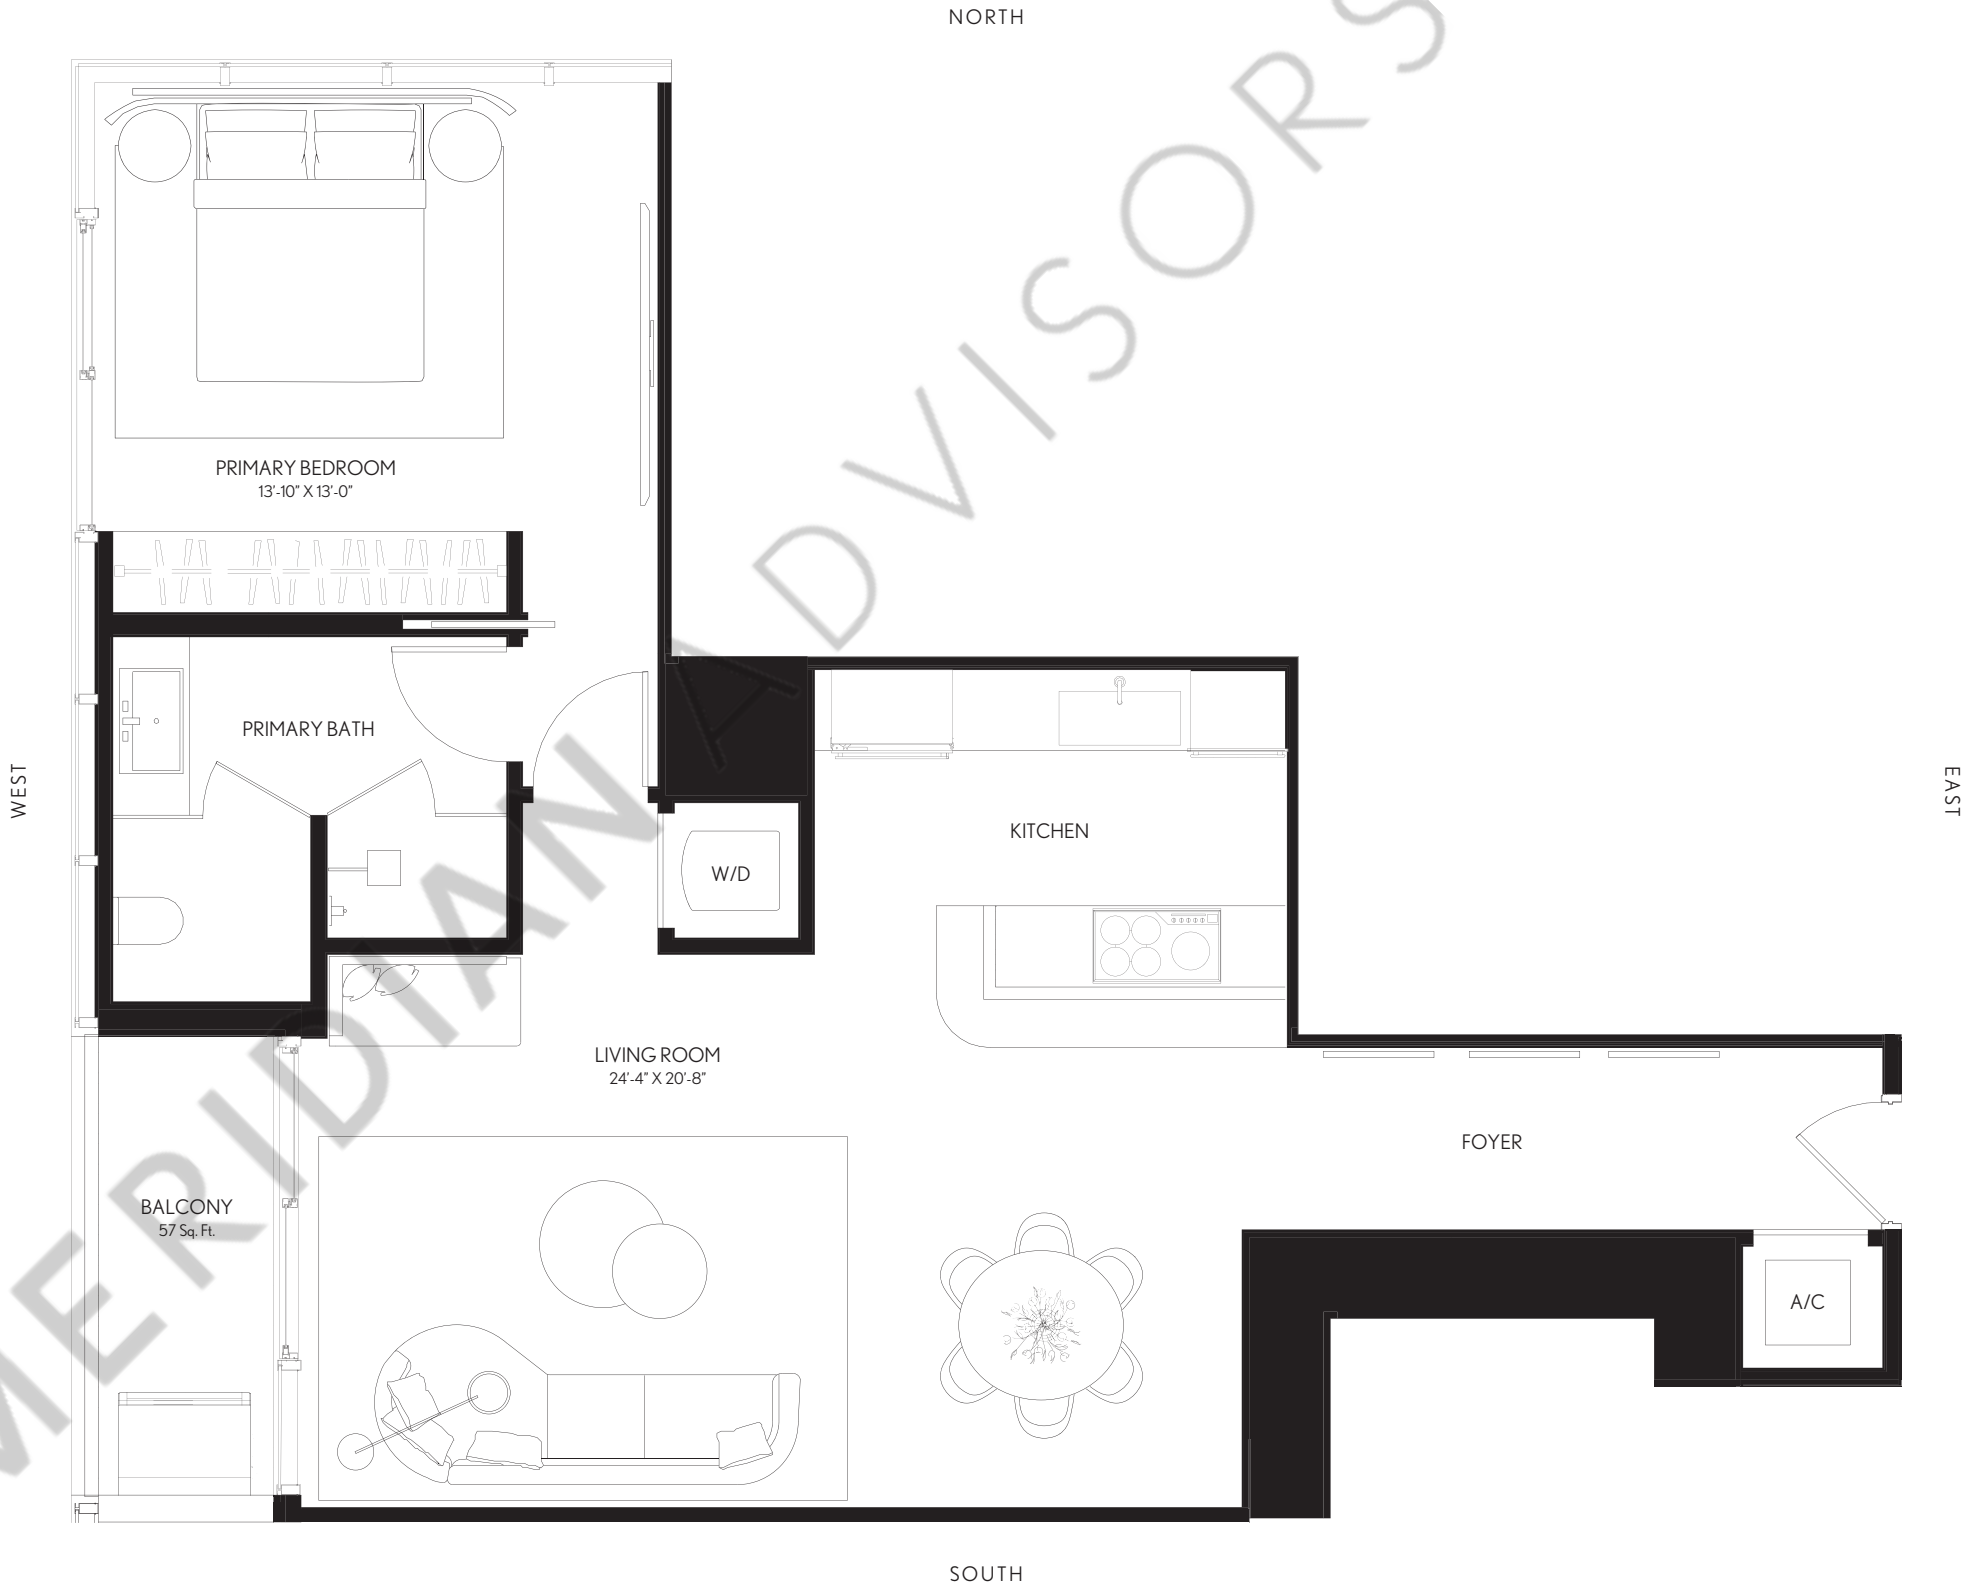 NORTH
PRIMARY BEDROOM
13'-10" X 13'-0"
PRIMARY BATH
WEST
EAST
KITCHEN
W/D
LIVING ROOM
24'-4" X 20'-8"
FOYER
BALCONY
57 Sq. Ft.
A/C
SOUTH
MERIDIAN ADVISORS